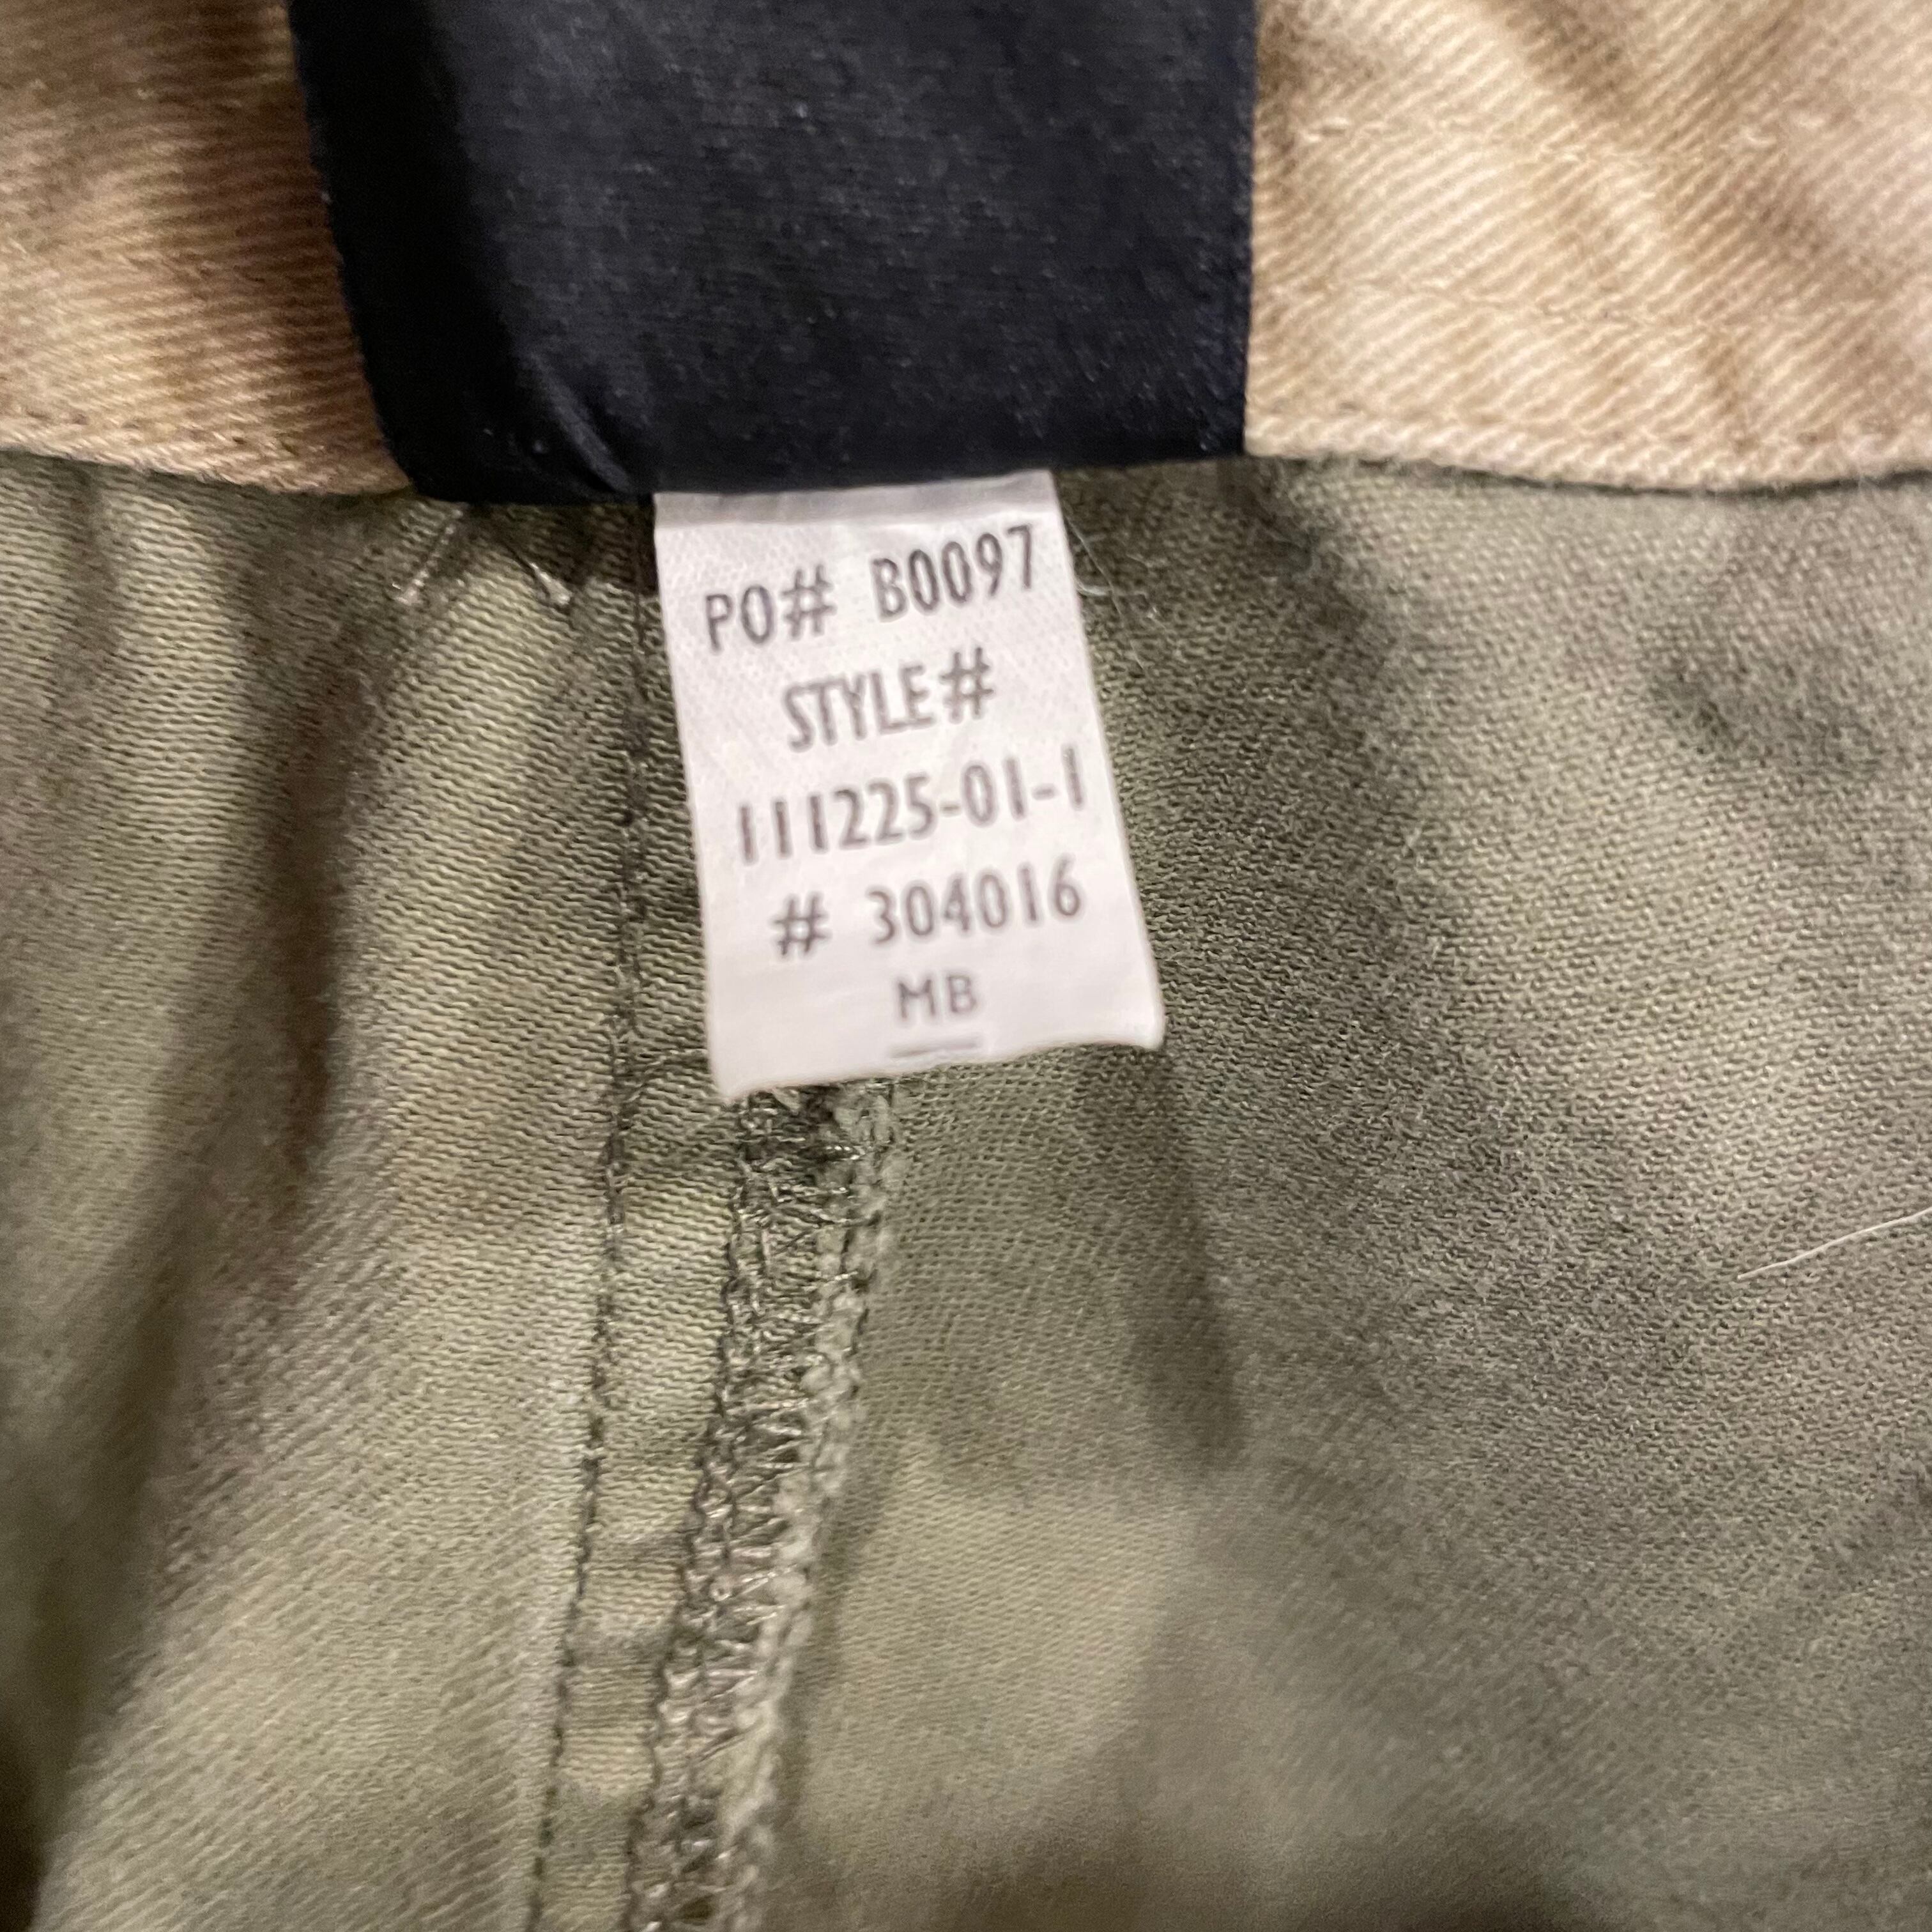 PO# B0097
STYLE#
111225-01-1
# 304016
MB